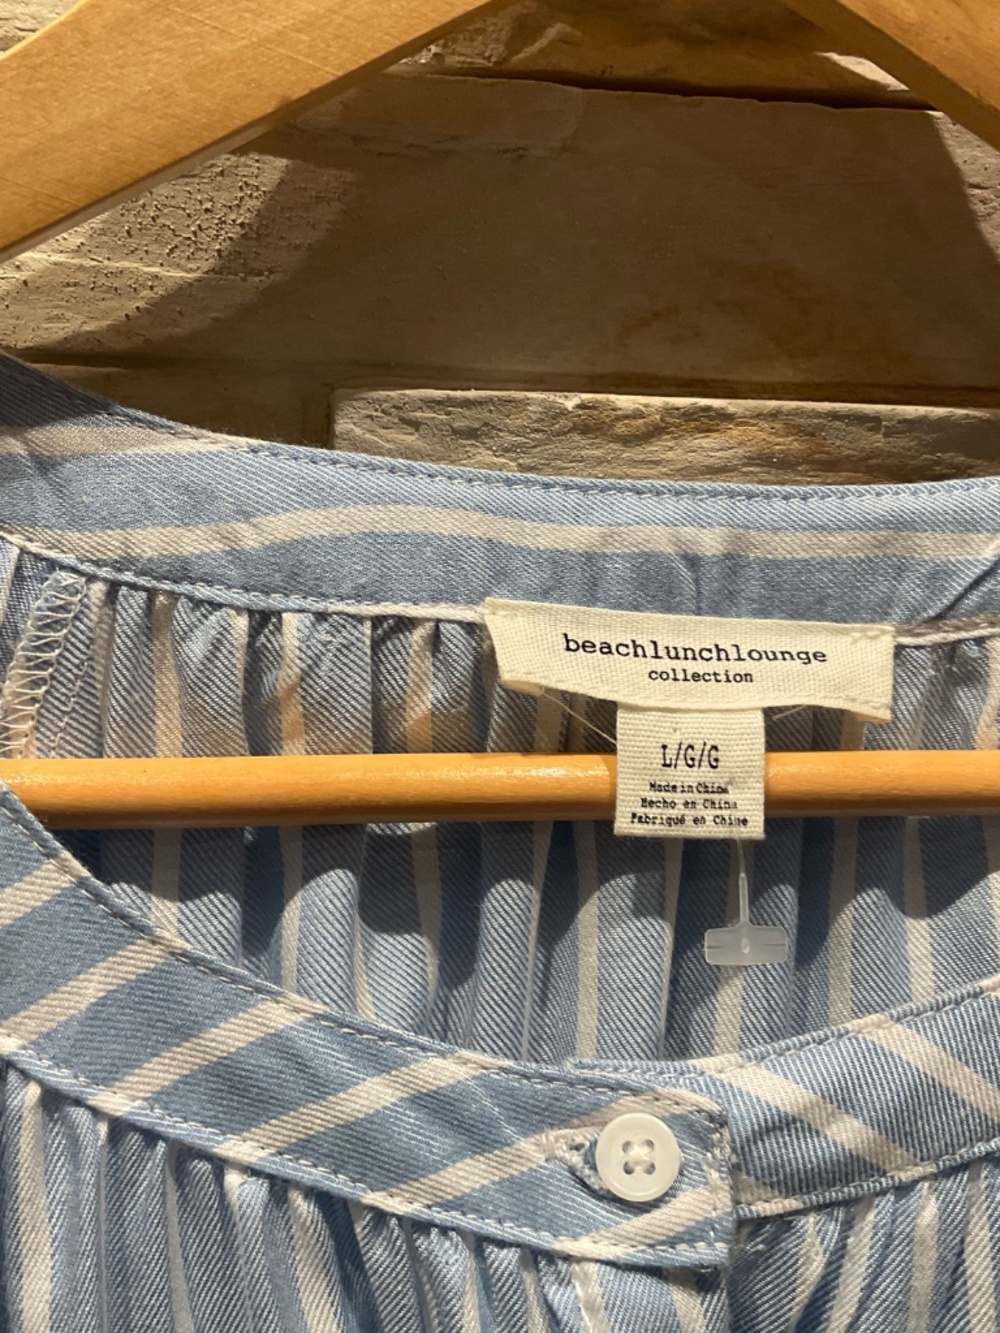 beachlunchlounge
collection
L/G/G
Made in China
Hecho en China
Fabriqué en Chine